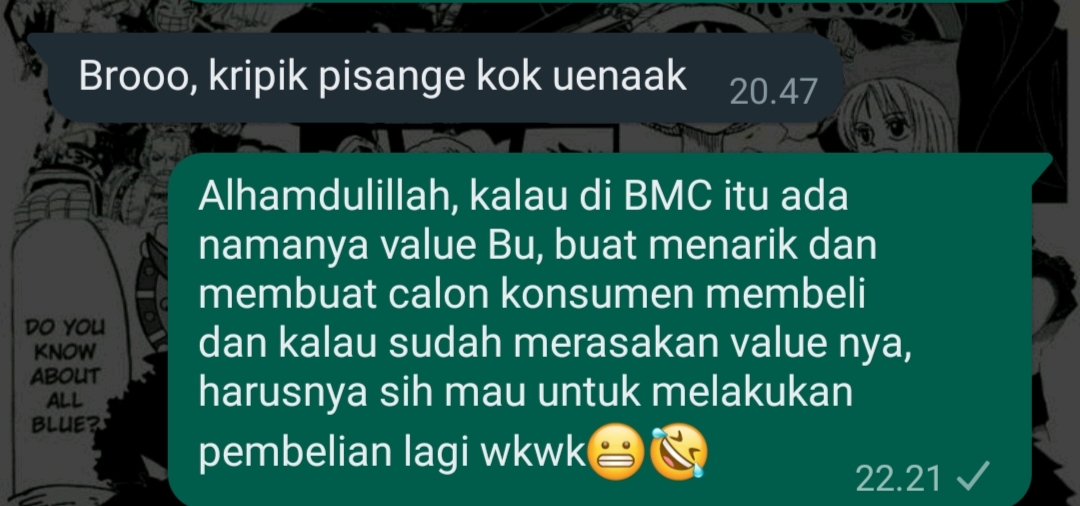 Brooo, kripik pisange kok uenaak
20.47
Alhamdulillah, kalau di BMC itu ada
namanya value Bu, buat menarik dan
membuat calon konsumen membeli
dan kalau sudah merasakan value nya,
harusnya sih mau untuk melakukan
pembelian lagi wkwk😬🤣
22.21
DO YOU
KNOW
ABOUT
ALL
BLUE?